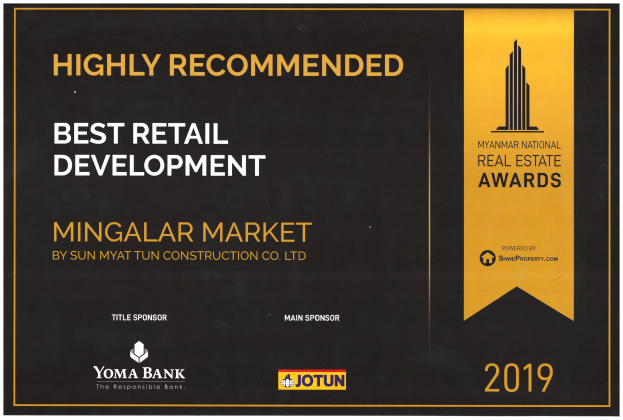 HIGHLY RECOMMENDED
BEST RETAIL
DEVELOPMENT
MINGALAR MARKET
BY SUN MYAT TUN CONSTRUCTION CO. LTD
TITLE SPONSOR
YOMA BANK
The Responsible Bank.
MAIN SPONSOR
JOTUN
MYANMAR NATIONAL
REAL ESTATE
AWARDS
POWERED BY
SHWEPROPERTY.COM
2019